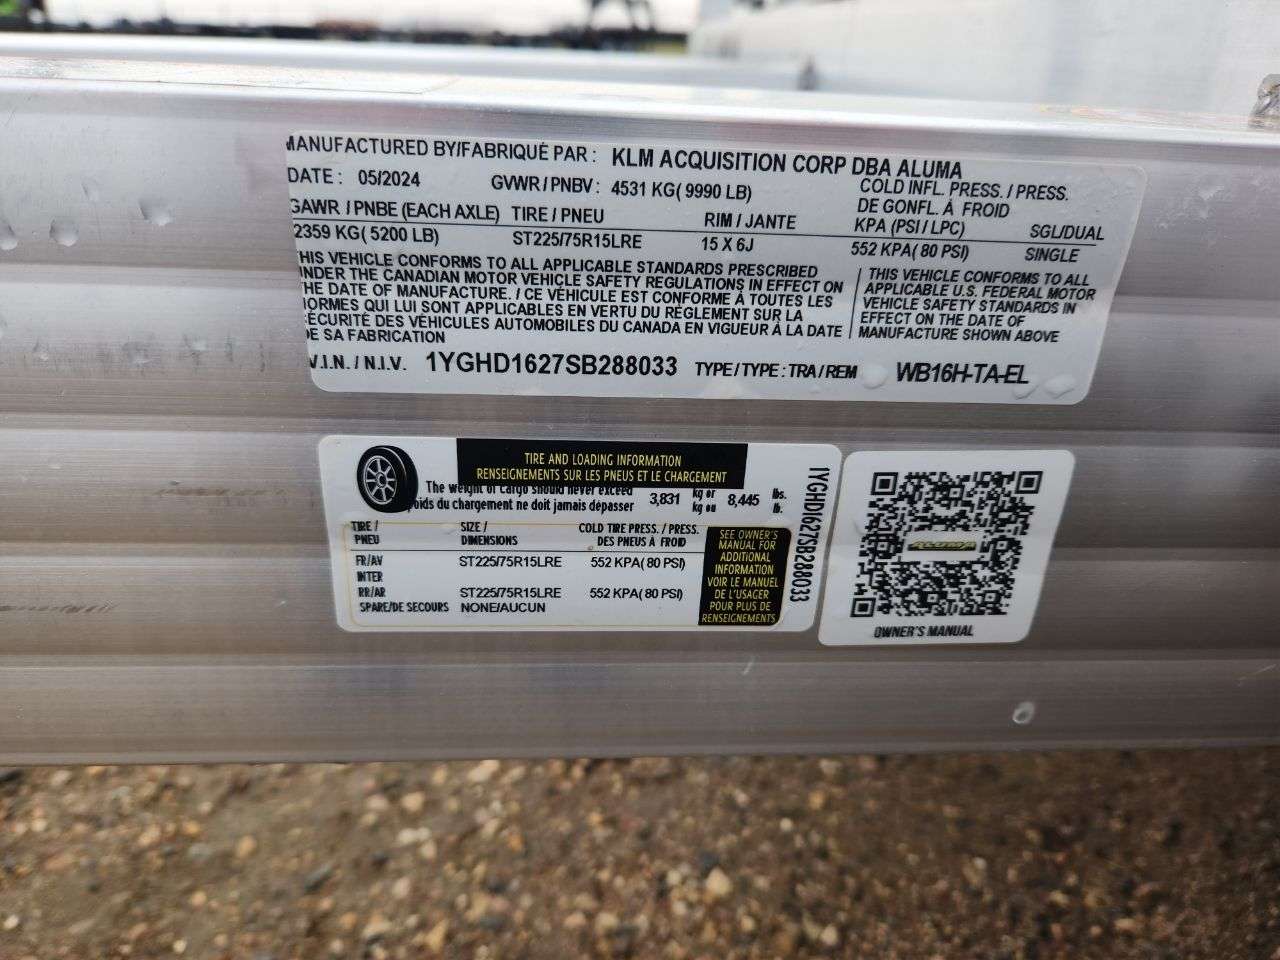 MANUFACTURED BY/FABRIQUÉ PAR : KLM ACQUISITION CORP DBA ALUMA
DATE : 05/2024 GVWR / PNBV : 4531 KG( 9990 LB)
COLD INFL. PRESS. / PRESS.
DE GONFL. À FROID
GAWR / PNBE (EACH AXLE) TIRE / PNEU RIM / JANTE KPA (PSI / LPC) SGL/DUAL
2359 KG( 5200 LB) ST225/75R15LRE 15 X 6J 552 KPA( 80 PSI) SINGLE
THIS VEHICLE CONFORMS TO ALL APPLICABLE STANDARDS PRESCRIBED
UNDER THE CANADIAN MOTOR VEHICLE SAFETY REGULATIONS IN EFFECT ON
THE DATE OF MANUFACTURE. / CE VÉHICULE EST CONFORME À TOUTES LES
NORMES QUI LUI SONT APPLICABLES EN VERTU DU RÈGLEMENT SUR LA
SÉCURITÉ DES VÉHICULES AUTOMOBILES DU CANADA EN VIGUEUR À LA DATE
DE SA FABRICATION
THIS VEHICLE CONFORMS TO ALL
APPLICABLE U.S. FEDERAL MOTOR
VEHICLE SAFETY STANDARDS IN
EFFECT ON THE DATE OF
MANUFACTURE SHOWN ABOVE
V.I.N. / N.I.V. 1YGHD1627SB288033 TYPE / TYPE : TRA / REM WB16H-TA-EL
TIRE AND LOADING INFORMATION
RENSEIGNEMENTS SUR LES PNEUS ET LE CHARGEMENT
The weight of cargo should never exceed 3,831 kg or 8,445 lbs.
poids du chargement ne doit jamais dépasser kg ou lb.
TIRE / SIZE / COLD TIRE PRESS. / PRESS.
PNEU DIMENSIONS DES PNEUS À FROID
FR/AV ST225/75R15LRE 552 KPA( 80 PSI)
INTER
RR/AR ST225/75R15LRE 552 KPA( 80 PSI)
SPARE/DE SECOURS NONE/AUCUN
SEE OWNER'S
MANUAL FOR
ADDITIONAL
INFORMATION
VOIR LE MANUEL
DE L'USAGER
POUR PLUS DE
RENSEIGNEMENTS
1YGHD1627SB288033
ALUMA
OWNER'S MANUAL